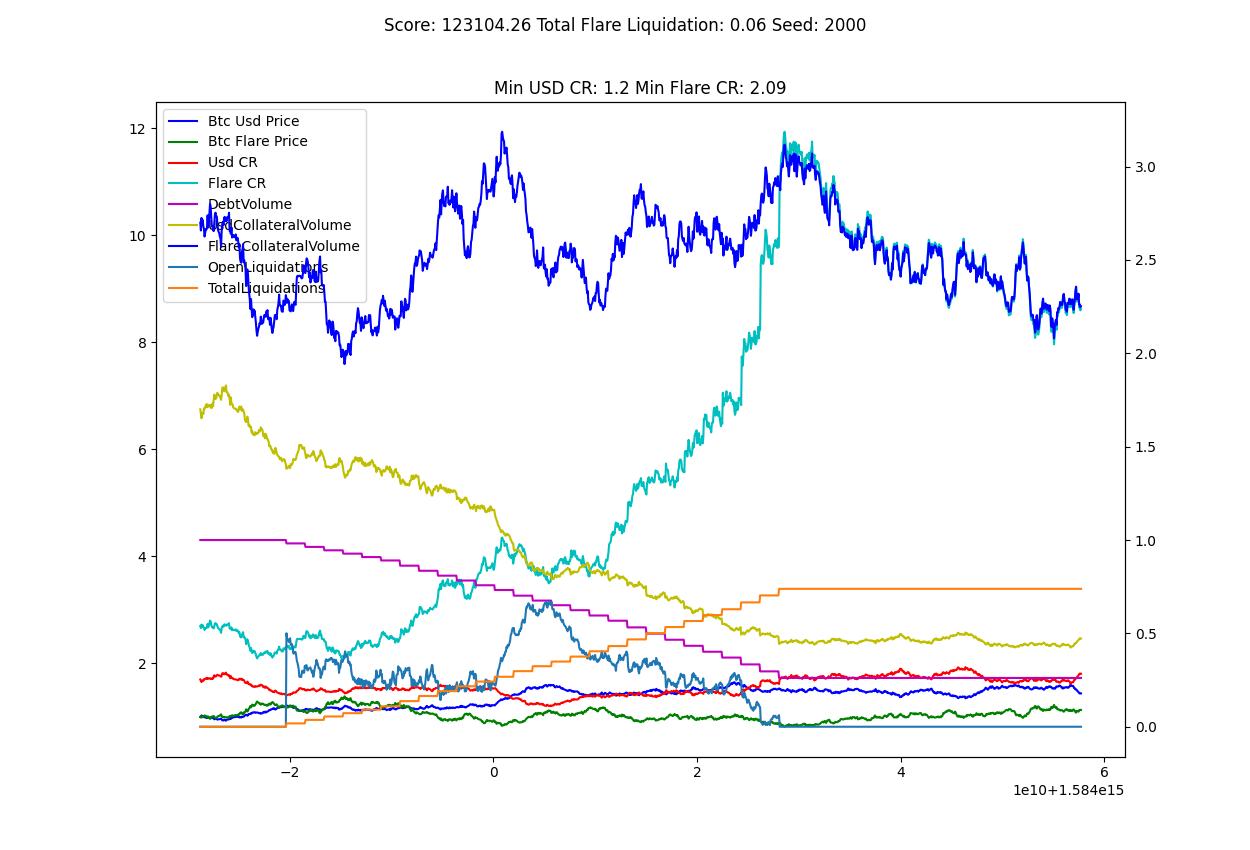 Score: 123104.26 Total Flare Liquidation: 0.06 Seed: 2000
Min USD CR: 1.2 Min Flare CR: 2.09
Btc Usd Price
Btc Flare Price
Usd CR
Flare CR
DebtVolume
UsdCollateralVolume
FlareCollateralVolume
OpenLiquidations
TotalLiquidations
12
10
8
6
4
2
3.0
2.5
2.0
1.5
1.0
0.5
0.0
−2
0
2
4
6
1e10+1.584e15